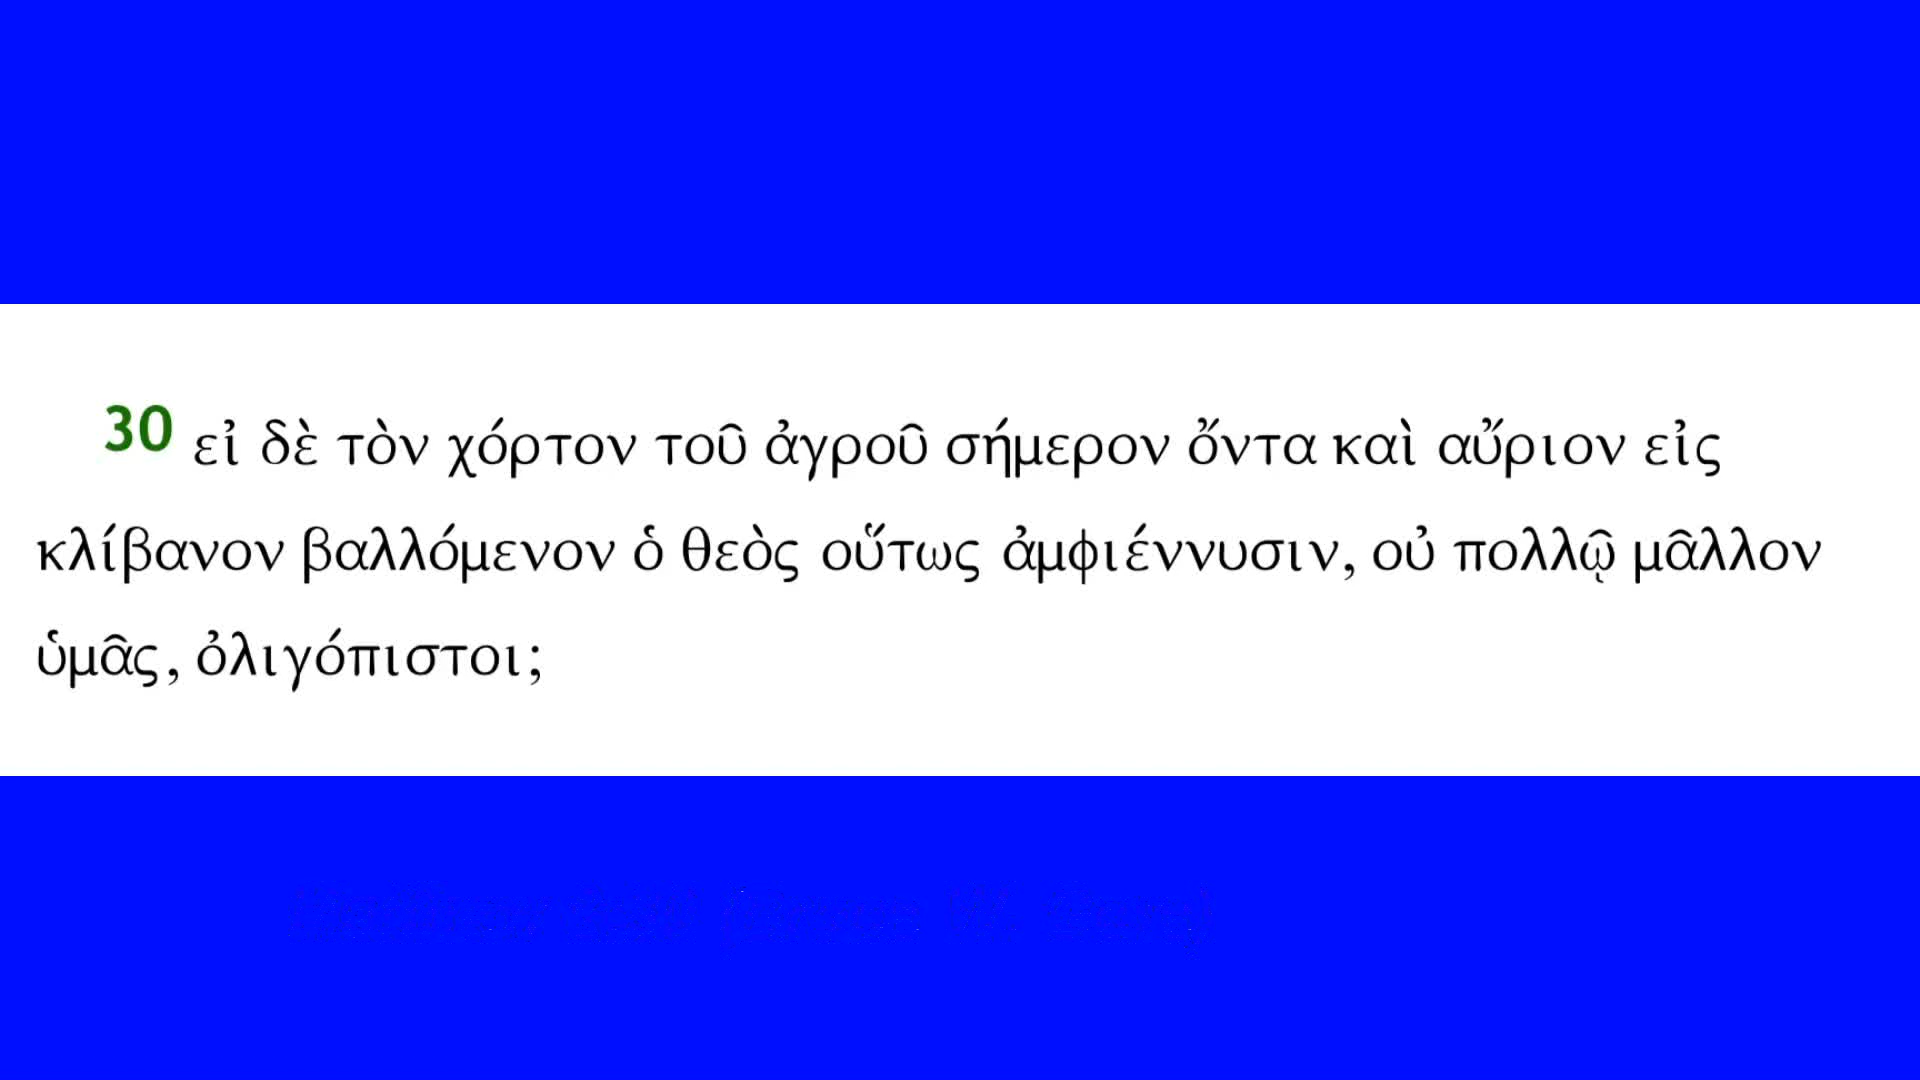 30 εἰ δὲ τὸν χόρτον τοῦ ἀγροῦ σήμερον ὄντα καὶ αὔριον εἰς
κλίβανον βαλλόμενον ὁ θεὸς οὕτως ἀμφιέννυσιν, οὐ πολλῷ μᾶλλον
ὑμᾶς, ὀλιγόπιστοι;